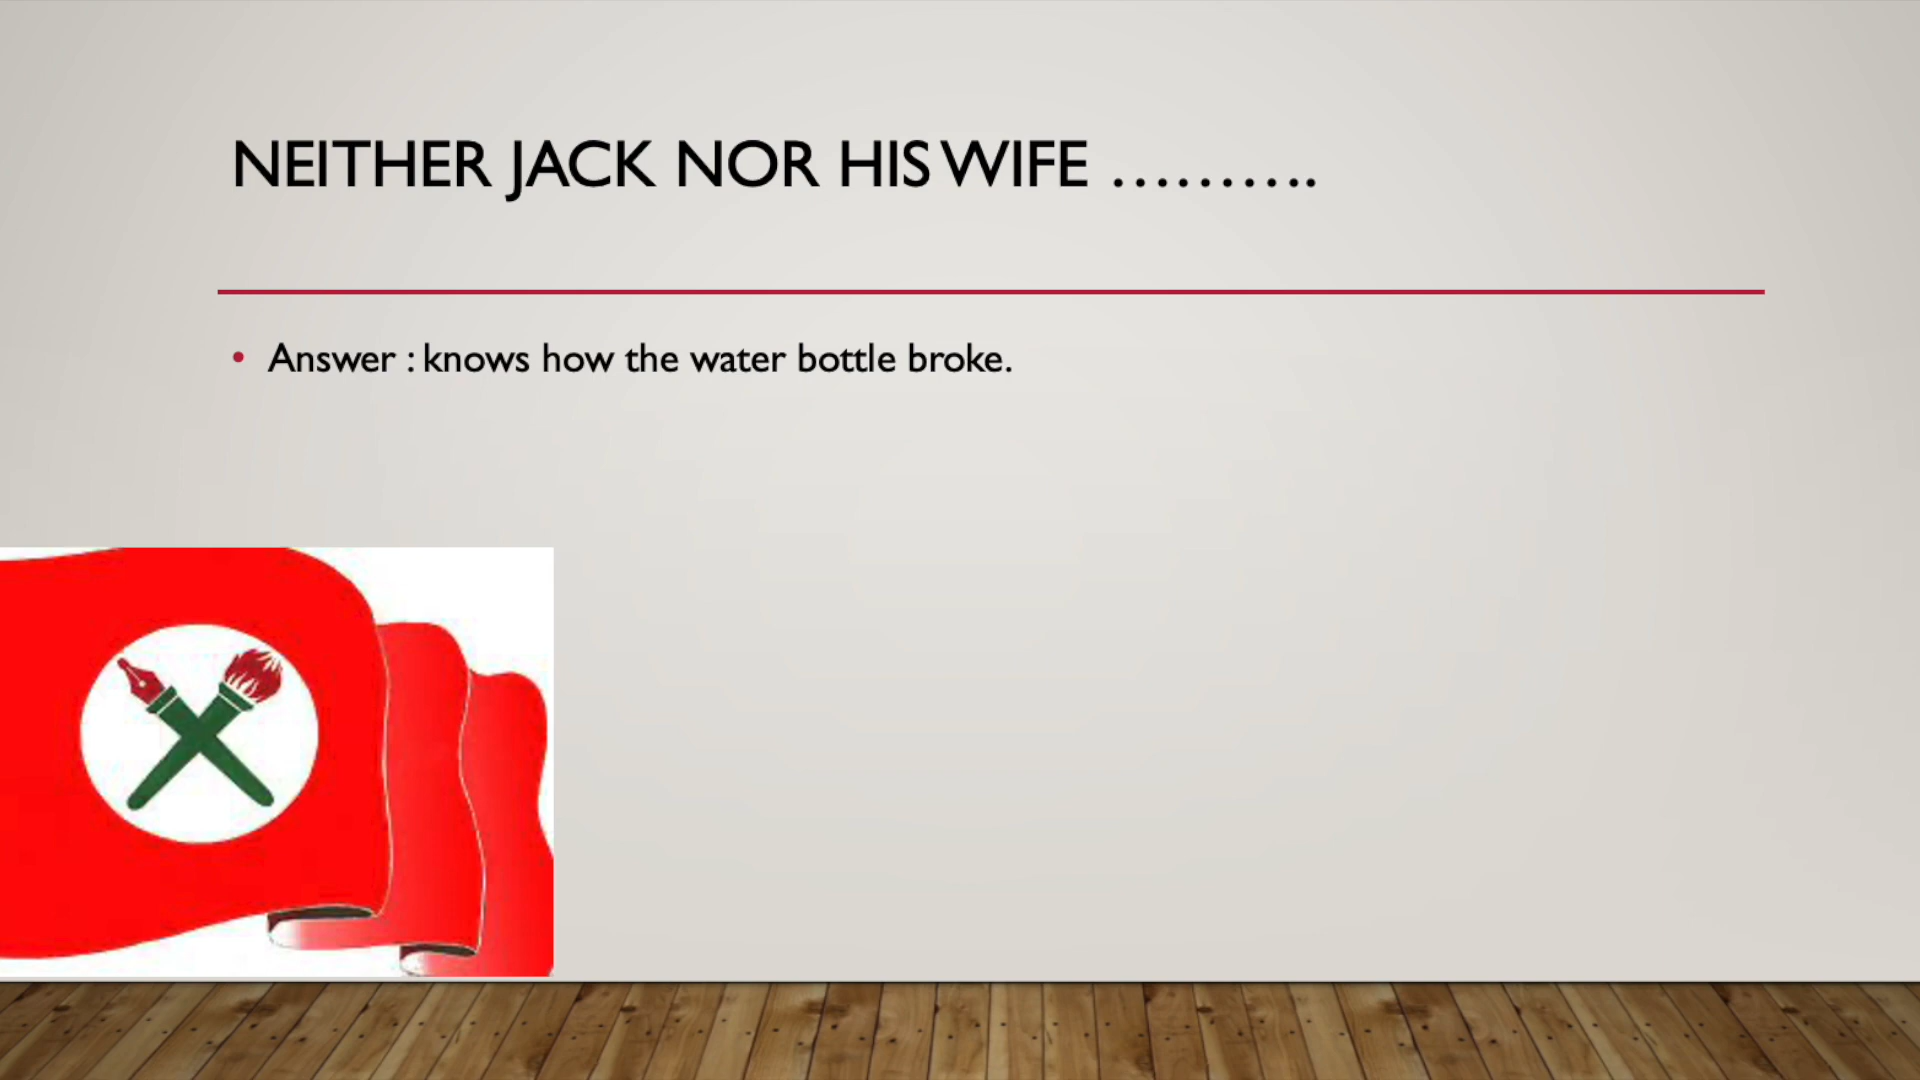 NEITHER JACK NOR HIS WIFE ……….
• Answer : knows how the water bottle broke.